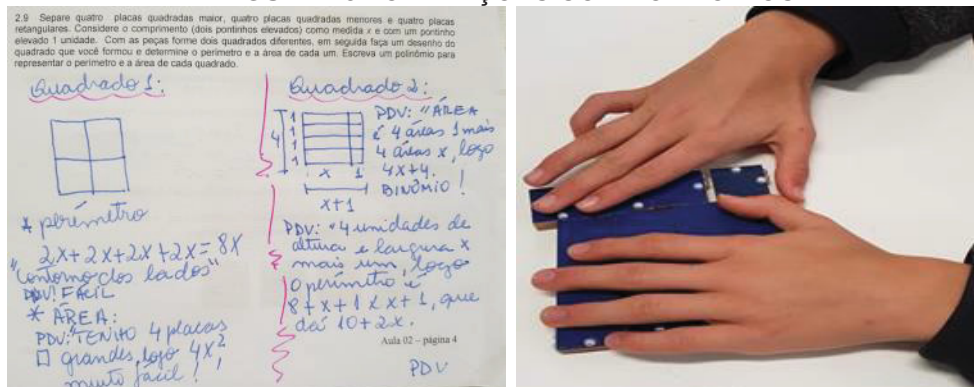 2.9 Separe quatro placas quadradas maior, quatro placas quadradas menores e quatro placas
retangulares. Considere o comprimento (dois pontinhos elevados) como medida x e com um pontinho
elevado 1 unidade. Com as peças forme dois quadrados diferentes, em seguida faça um desenho do
quadrado que você formou e determine o perímetro e a área de cada um. Escreva um polinômio para
representar o perímetro e a área de cada quadrado.
Quadrado 1:
* perímetro
2x+2x+2x+2x=8x
"Contorno dos lados"
PDV: FÁCIL
* ÁREA:
PDV: "TENHO 4 placas
□ grandes, logo 4x²,
muito fácil!
Quadrado 2:
1
1
1
1
4
x 1
x+1
PDV: "ÁREA
é 4 áreas 1 mais
4 áreas x, logo
4x+4.
BINÔMIO!
PDV: "4 unidades de
altura e largura x
mais um, logo
o perímetro é
8+x+1+x+1, que
dá 10+2x.
Aula 02 – página 4
PDV